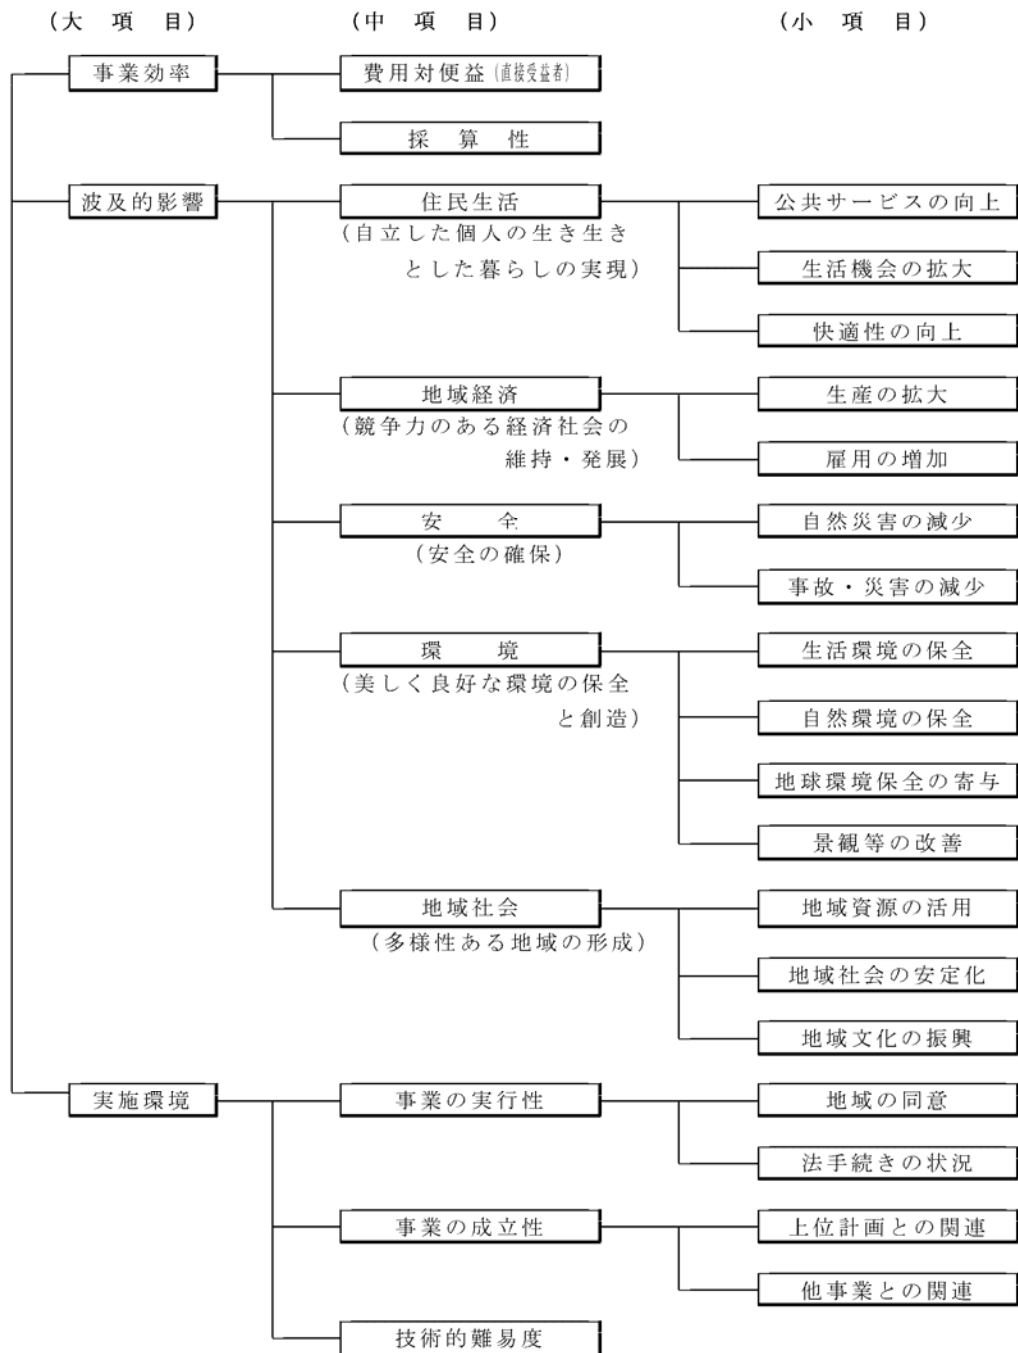 (大項目) (中項目) (小項目)
事業効率 費用対便益(直接受益者)
採算性
波及的影響 住民生活 公共サービスの向上
(自立した個人の生き生き
とした暮らしの実現)
生活機会の拡大
快適性の向上
地域経済 生産の拡大
(競争力のある経済社会の
維持・発展)
雇用の増加
安全 自然災害の減少
(安全の確保)
事故・災害の減少
環境 生活環境の保全
(美しく良好な環境の保全
と創造)
自然環境の保全
地球環境保全の寄与
景観等の改善
地域社会 地域資源の活用
(多様性ある地域の形成)
地域社会の安定化
地域文化の振興
実施環境 事業の実行性 地域の同意
法手続きの状況
事業の成立性 上位計画との関連
他事業との関連
技術的難易度